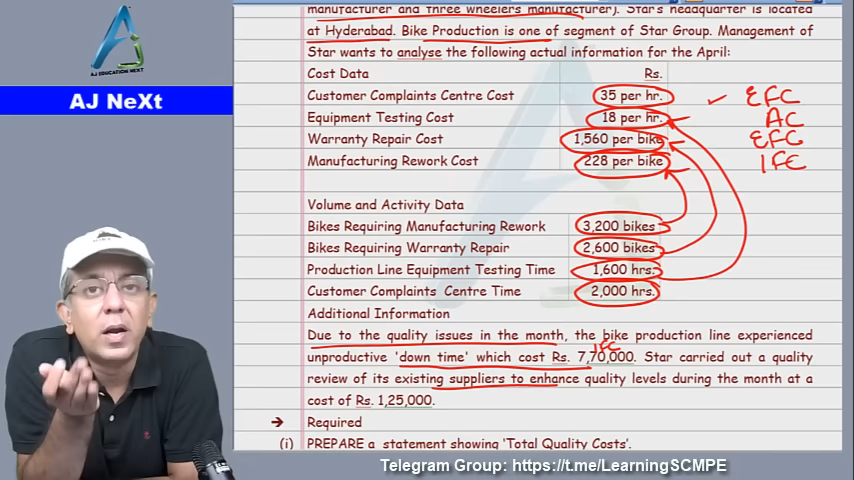 manufacturer and three wheelers manufacturer). Star's headquarter is located
at Hyderabad. Bike Production is one of segment of Star Group. Management of
Star wants to analyse the following actual information for the April:
Cost Data Rs.
Customer Complaints Centre Cost 35 per hr. EFC
Equipment Testing Cost 18 per hr. AC
Warranty Repair Cost 1,560 per bike EFC
Manufacturing Rework Cost 228 per bike IFC
Volume and Activity Data
Bikes Requiring Manufacturing Rework 3,200 bikes
Bikes Requiring Warranty Repair 2,600 bikes
Production Line Equipment Testing Time 1,600 hrs.
Customer Complaints Centre Time 2,000 hrs.
Additional Information
Due to the quality issues in the month, the bike production line experienced
IFC
unproductive 'down time' which cost Rs. 7,70,000. Star carried out a quality
review of its existing suppliers to enhance quality levels during the month at a
cost of Rs. 1,25,000.
Required
(i) PREPARE a statement showing 'Total Quality Costs'.
AJ EDUCATION NEXT
AJ NeXt
Telegram Group: https://t.me/LearningSCMPE